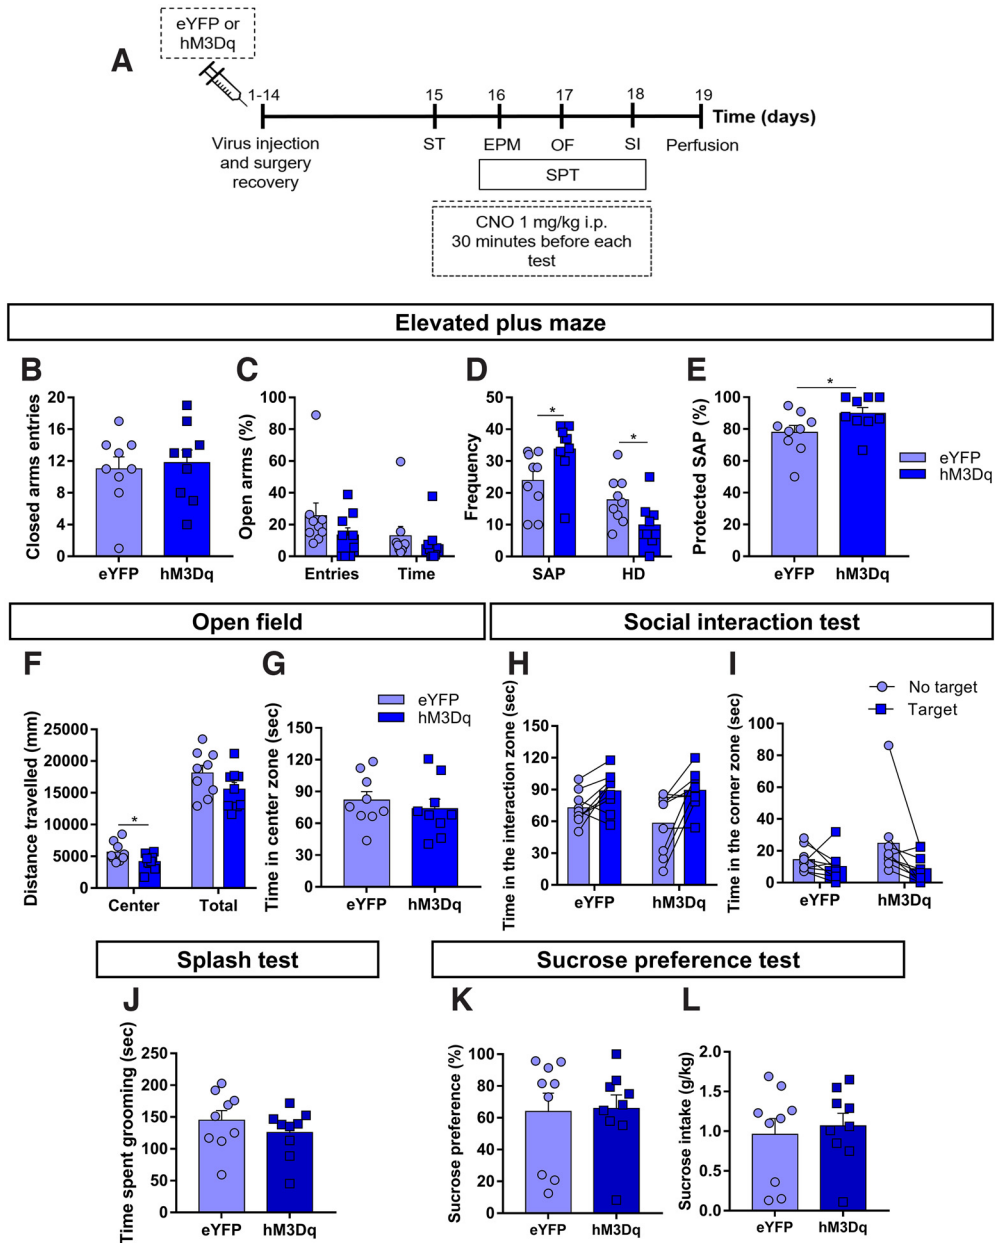 eYFP or
hM3Dq
A
1-14
15
16
17
18
19
Time (days)
Virus injection
and surgery
recovery
ST
EPM
OF
SI
Perfusion
SPT
CNO 1 mg/kg i.p.
30 minutes before each
test
Elevated plus maze
B
Closed arms entries
20
16
12
8
4
0
eYFP
hM3Dq
C
Open arms (%)
100
80
60
40
20
0
Entries
Time
D
Frequency
50
40
30
20
10
0
*
*
SAP
HD
E
Protected SAP (%)
100
80
60
40
20
0
*
eYFP
hM3Dq
eYFP
hM3Dq
Open field
Social interaction test
F
Distance travelled (mm)
25000
20000
15000
10000
5000
0
*
Center
Total
G
Time in center zone (sec)
150
120
90
60
30
0
eYFP
hM3Dq
eYFP
hM3Dq
H
Time in the interaction zone (sec)
150
120
90
60
30
0
eYFP
hM3Dq
I
Time in the corner zone (sec)
100
80
60
40
20
0
No target
Target
eYFP
hM3Dq
Splash test
Sucrose preference test
J
Time spent grooming (sec)
250
200
150
100
50
0
eYFP
hM3Dq
K
Sucrose preference (%)
100
80
60
40
20
0
eYFP
hM3Dq
L
Sucrose intake (g/kg)
2.0
1.5
1.0
0.5
0.0
eYFP
hM3Dq